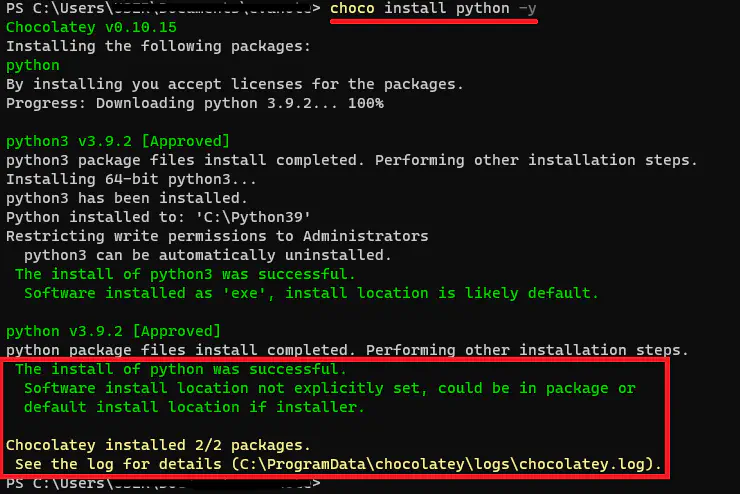 PS C:\Users\ > choco install python -y
Chocolatey v0.10.15
Installing the following packages:
python
By installing you accept licenses for the packages.
Progress: Downloading python 3.9.2... 100%
python3 v3.9.2 [Approved]
python3 package files install completed. Performing other installation steps.
Installing 64-bit python3...
python3 has been installed.
Python installed to: 'C:\Python39'
Restricting write permissions to Administrators
python3 can be automatically uninstalled.
The install of python3 was successful.
Software installed as 'exe', install location is likely default.
python v3.9.2 [Approved]
python package files install completed. Performing other installation steps.
The install of python was successful.
Software install location not explicitly set, could be in package or
default install location if installer.
Chocolatey installed 2/2 packages.
See the log for details (C:\ProgramData\chocolatey\logs\chocolatey.log).
PS C:\Users\ >